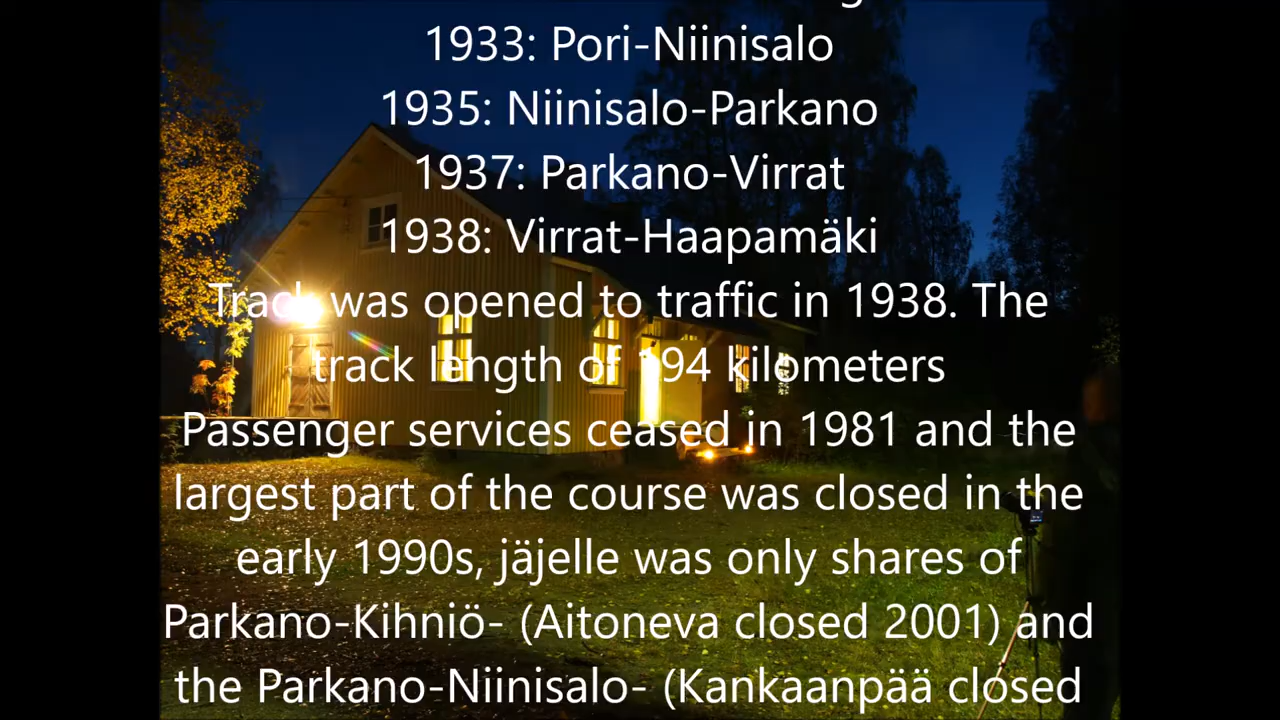 1933: Pori-Niinisalo
1935: Niinisalo-Parkano
1937: Parkano-Virrat
1938: Virrat-Haapamäki
Track was opened to traffic in 1938. The
track length of 194 kilometers
Passenger services ceased in 1981 and the
largest part of the course was closed in the
early 1990s, jäjelle was only shares of
Parkano-Kihniö- (Aitoneva closed 2001) and
the Parkano-Niinisalo- (Kankaanpää closed